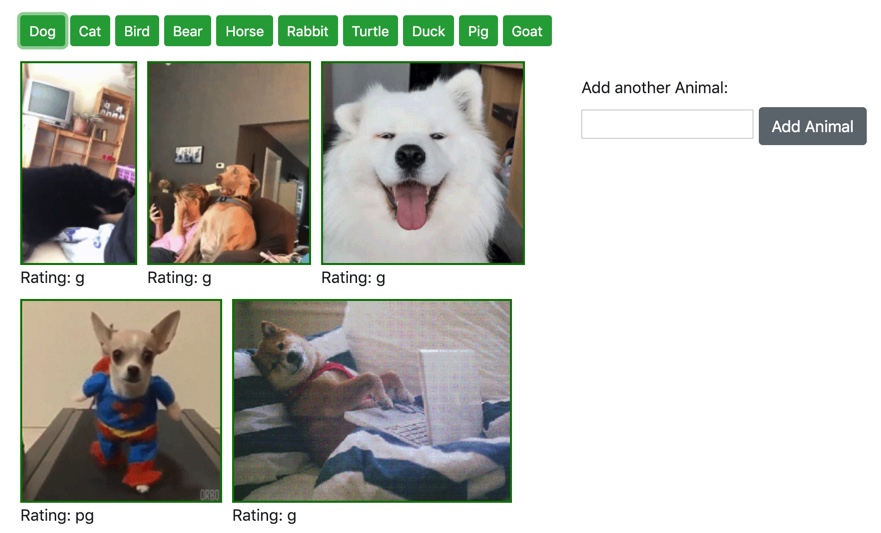 Dog Cat Bird Bear Horse Rabbit Turtle Duck Pig Goat
Add another Animal:
Add Animal
Rating: g Rating: g Rating: g
ORBO
Rating: pg Rating: g